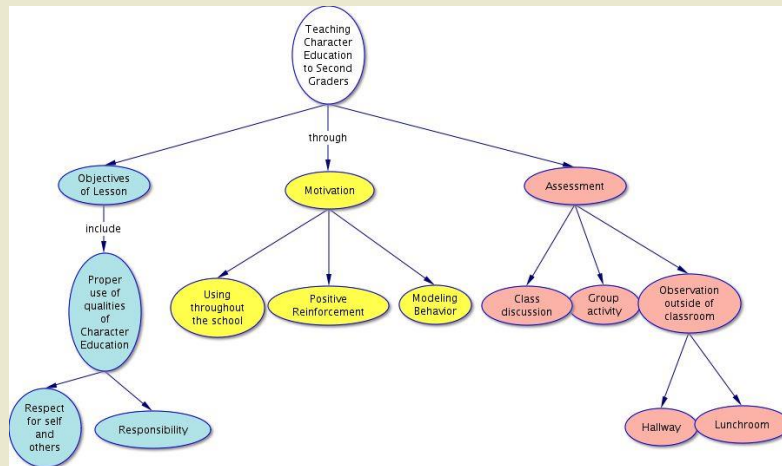 Teaching
Character
Education
to Second
Graders
through
Objectives
of Lesson
Motivation
Assessment
include
Proper
use of
qualities
of
Character
Education
Using
throughout
the school
Positive
Reinforcement
Modeling
Behavior
Class
discussion
Group
activity
Observation
outside of
classroom
Respect
for self
and
others
Responsibility
Hallway
Lunchroom